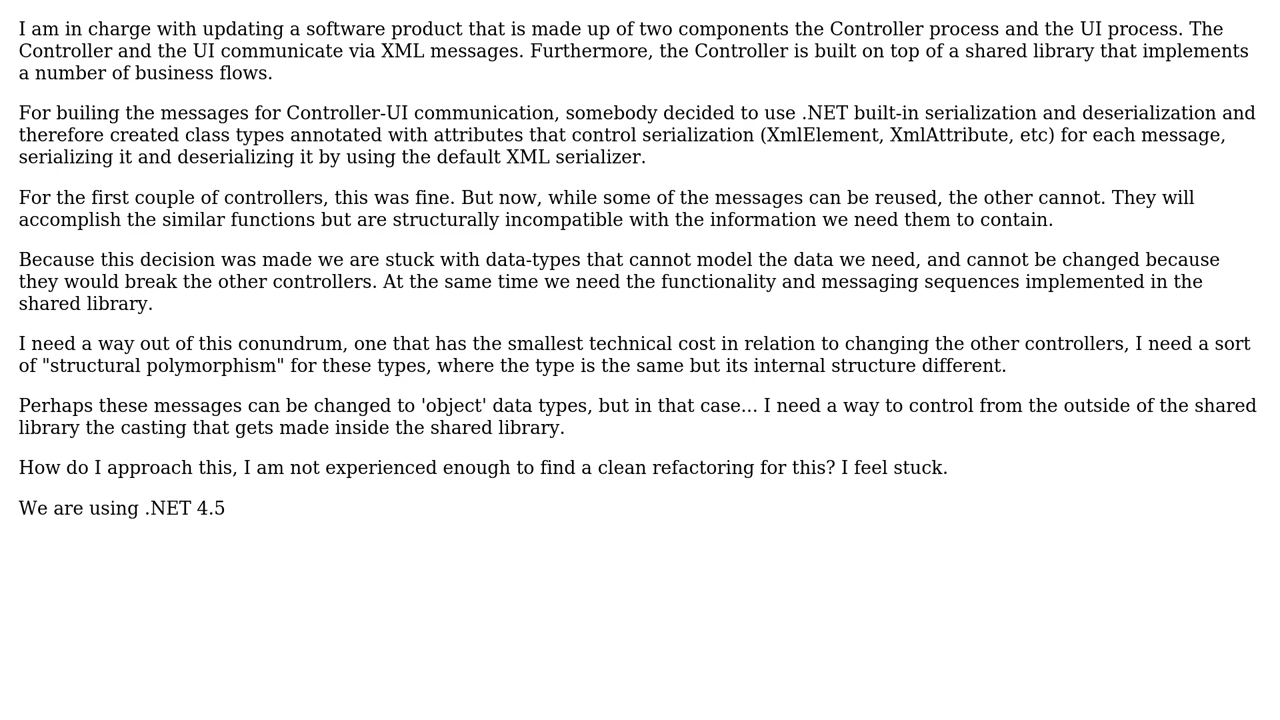 I am in charge with updating a software product that is made up of two components the Controller process and the UI process. The
Controller and the UI communicate via XML messages. Furthermore, the Controller is built on top of a shared library that implements
a number of business flows.
For builing the messages for Controller-UI communication, somebody decided to use .NET built-in serialization and deserialization and
therefore created class types annotated with attributes that control serialization (XmlElement, XmlAttribute, etc) for each message,
serializing it and deserializing it by using the default XML serializer.
For the first couple of controllers, this was fine. But now, while some of the messages can be reused, the other cannot. They will
accomplish the similar functions but are structurally incompatible with the information we need them to contain.
Because this decision was made we are stuck with data-types that cannot model the data we need, and cannot be changed because
they would break the other controllers. At the same time we need the functionality and messaging sequences implemented in the
shared library.
I need a way out of this conundrum, one that has the smallest technical cost in relation to changing the other controllers, I need a sort
of "structural polymorphism" for these types, where the type is the same but its internal structure different.
Perhaps these messages can be changed to 'object' data types, but in that case... I need a way to control from the outside of the shared
library the casting that gets made inside the shared library.
How do I approach this, I am not experienced enough to find a clean refactoring for this? I feel stuck.
We are using .NET 4.5